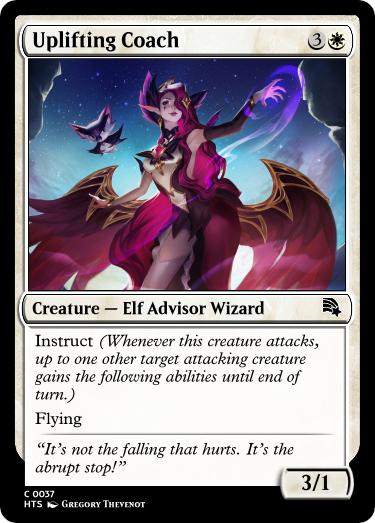 Uplifting Coach 3
Creature — Elf Advisor Wizard
Instruct (Whenever this creature attacks,
up to one other target attacking creature
gains the following abilities until end of
turn.)
Flying
“It's not the falling that hurts. It's the
abrupt stop!”
3/1
C 0037
HTS GREGORY THEVENOT